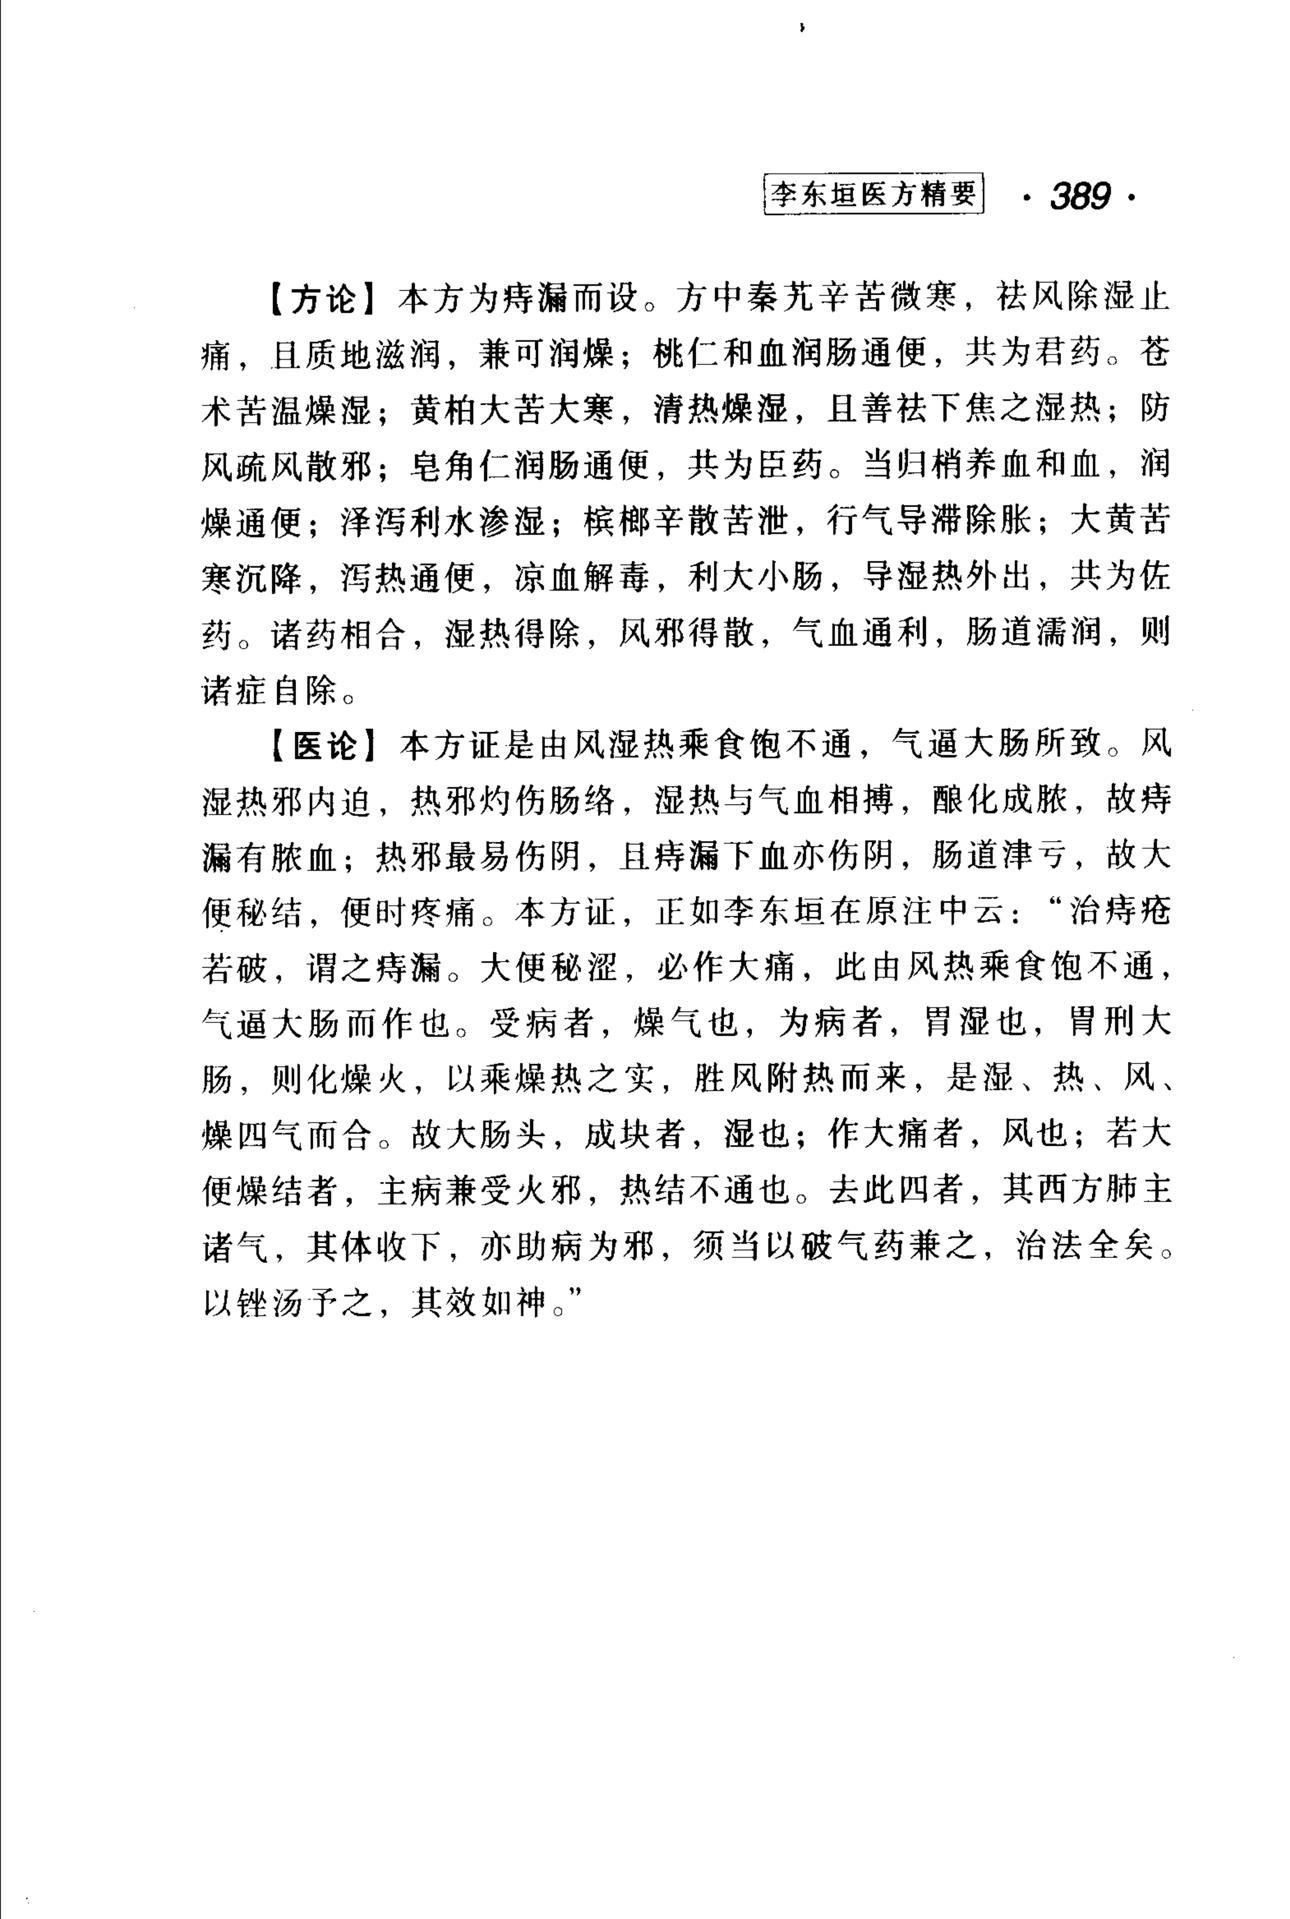 李东垣医方精要 ·389·
【方论】本方为痔漏而设。方中秦艽辛苦微寒，祛风除湿止
痛，且质地滋润，兼可润燥；桃仁和血润肠通便，共为君药。苍
术苦温燥湿；黄柏大苦大寒，清热燥湿，且善祛下焦之湿热；防
风疏风散邪；皂角仁润肠通便，共为臣药。当归梢养血和血，润
燥通便；泽泻利水渗湿；槟榔辛散苦泄，行气导滞除胀；大黄苦
寒沉降，泻热通便，凉血解毒，利大小肠，导湿热外出，共为佐
药。诸药相合，湿热得除，风邪得散，气血通利，肠道濡润，则
诸症自除。
【医论】本方证是由风湿热乘食饱不通，气逼大肠所致。风
湿热邪内迫，热邪灼伤肠络，湿热与气血相搏，酿化成脓，故痔
漏有脓血；热邪最易伤阴，且痔漏下血亦伤阴，肠道津亏，故大
便秘结，便时疼痛。本方证，正如李东垣在原注中云：“治痔疮
若破，谓之痔漏。大便秘涩，必作大痛，此由风热乘食饱不通，
气逼大肠而作也。受病者，燥气也，为病者，胃湿也，胃刑大
肠，则化燥火，以乘燥热之实，胜风附热而来，是湿、热、风、
燥四气而合。故大肠头，成块者，湿也；作大痛者，风也；若大
便燥结者，主病兼受火邪，热结不通也。去此四者，其西方肺主
诸气，其体收下，亦助病为邪，须当以破气药兼之，治法全矣。
以锉汤予之，其效如神。”